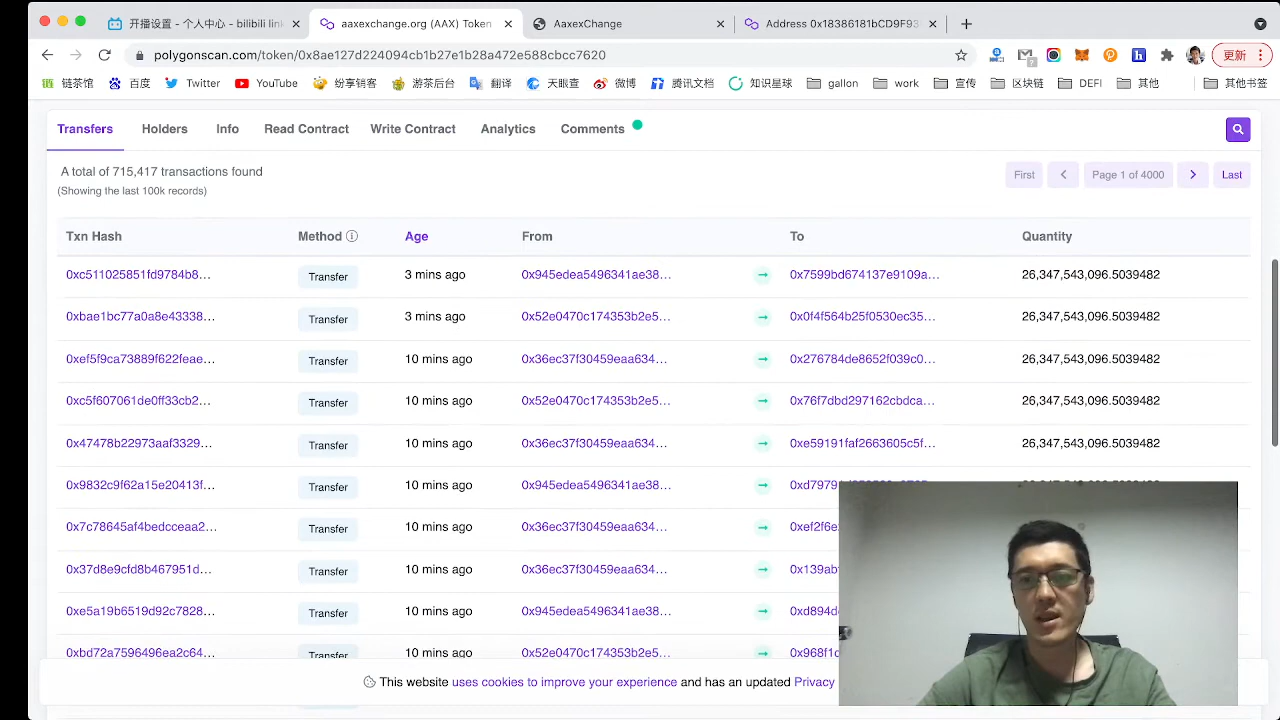 开播设置 - 个人中心 - bilibili link
aaxexchange.org (AAX) Token
AaxexChange
Address 0x18386181bCD9F93
polygonscan.com/token/0x8ae127d224094cb1b27e1b28a472e588cbcc7620
更新
链茶馆
百度
Twitter
YouTube
纷享销客
游茶后台
翻译
天眼查
微博
腾讯文档
知识星球
gallon
work
宣传
区块链
DEFI
其他
其他书签
Transfers Holders Info Read Contract Write Contract Analytics Comments
A total of 715,417 transactions found
(Showing the last 100k records)
First Page 1 of 4000 Last
Txn Hash Method Age From To Quantity
0xc511025851fd9784b8... Transfer 3 mins ago 0x945edea5496341ae38... 0x7599bd674137e9109a... 26,347,543,096.5039482
0xbae1bc77a0a8e43338... Transfer 3 mins ago 0x52e0470c174353b2e5... 0x0f4f564b25f0530ec35... 26,347,543,096.5039482
0xef5f9ca73889f622feae... Transfer 10 mins ago 0x36ec37f30459eaa634... 0x276784de8652f039c0... 26,347,543,096.5039482
0xc5f607061de0ff33cb2... Transfer 10 mins ago 0x52e0470c174353b2e5... 0x76f7dbd297162cbdca... 26,347,543,096.5039482
0x47478b22973aaf3329... Transfer 10 mins ago 0x36ec37f30459eaa634... 0xe59191faf2663605c5f... 26,347,543,096.5039482
0x9832c9f62a15e20413f... Transfer 10 mins ago 0x945edea5496341ae38...
0x7c78645af4bedcceaa2... Transfer 10 mins ago 0x36ec37f30459eaa634... 0xef2f6e
0x37d8e9cfd8b467951d... Transfer 10 mins ago 0x36ec37f30459eaa634... 0x139ab
0xe5a19b6519d92c7828... Transfer 10 mins ago 0x945edea5496341ae38... 0xd894d
0xbd72a7596496ea2c64... Transfer 10 mins ago 0x52e0470c174353b2e5... 0x968f1
This website uses cookies to improve your experience and has an updated Privacy